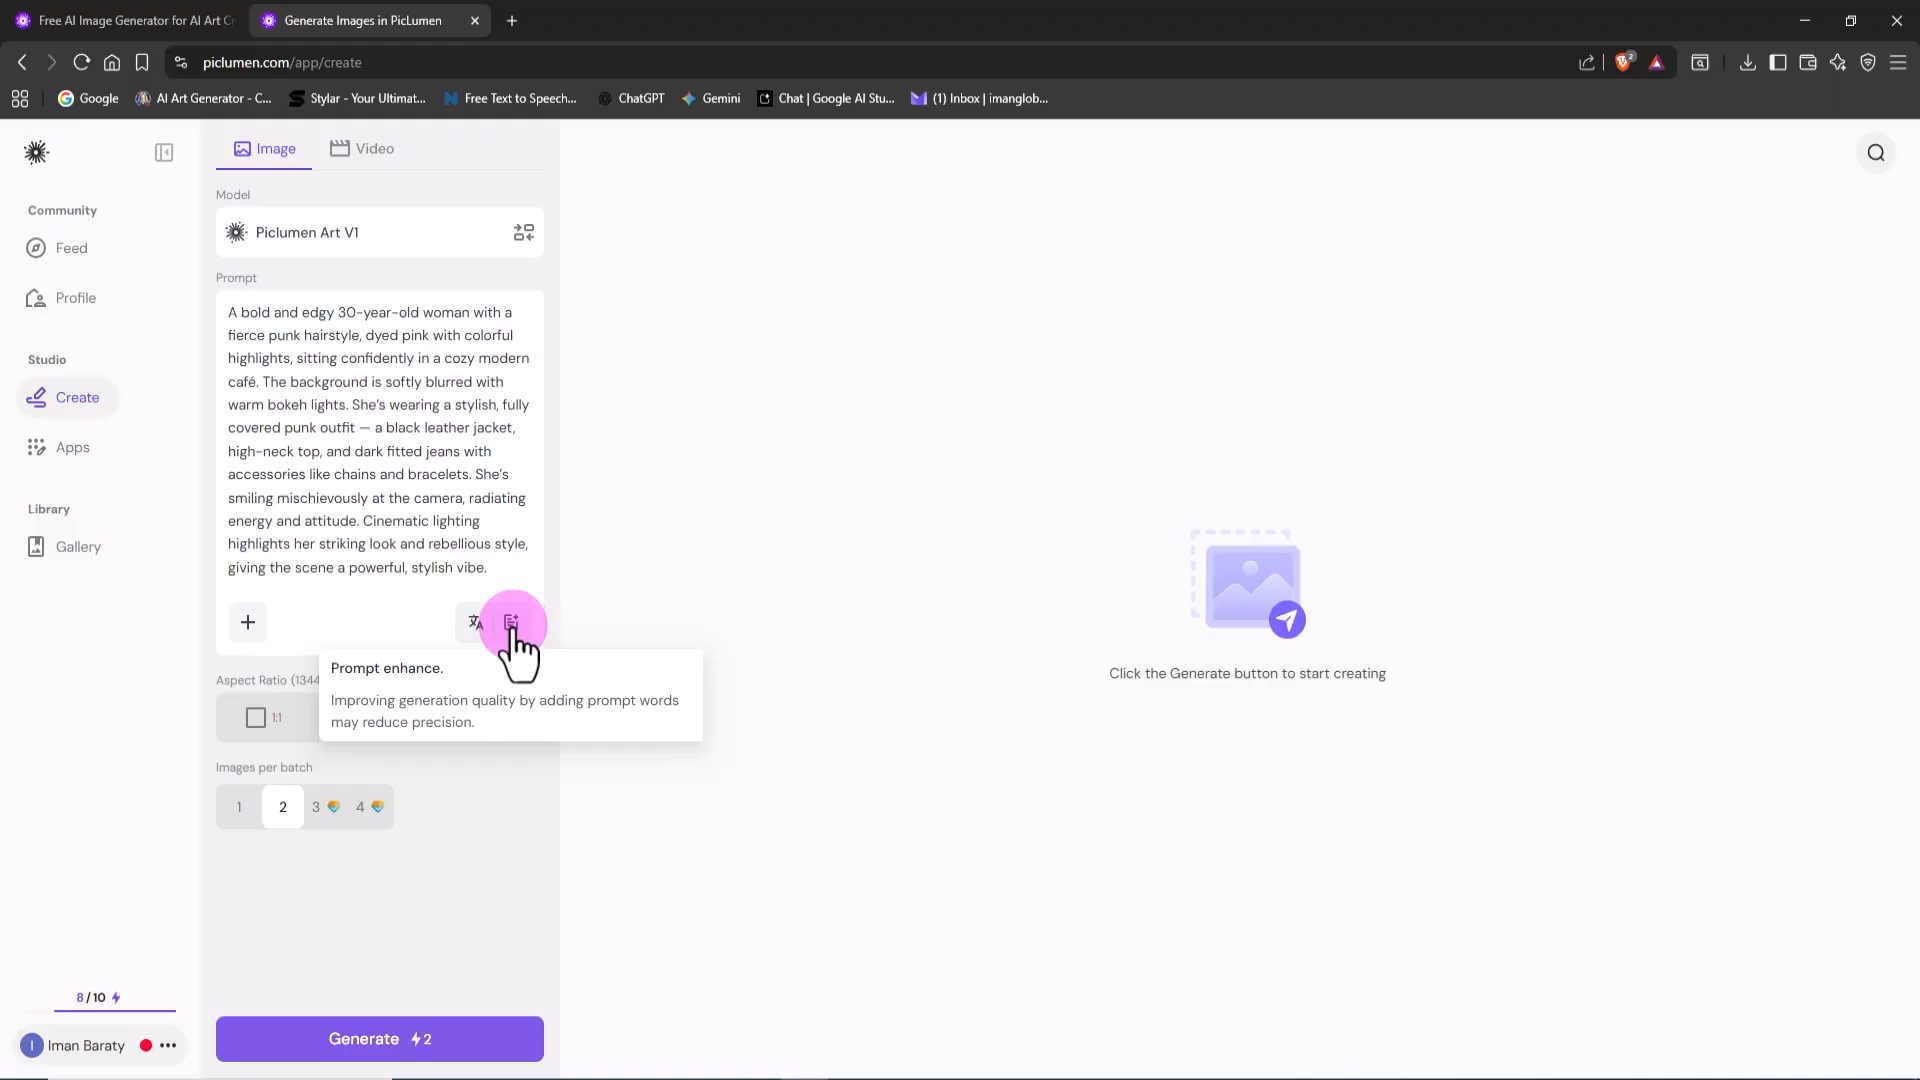 Free AI Image Generator for AI Art Cr
Generate Images in PicLumen
piclumen.com/app/create
2
Google
AI Art Generator - C...
Stylar - Your Ultimat...
Free Text to Speech...
ChatGPT
Gemini
Chat | Google AI Stu...
(1) Inbox | imanglob...
Community
Feed
Profile
Studio
Create
Apps
Library
Gallery
8/10
I
Iman Baraty
Image
Video
Model
Piclumen Art V1
Prompt
A bold and edgy 30-year-old woman with a
fierce punk hairstyle, dyed pink with colorful
highlights, sitting confidently in a cozy modern
café. The background is softly blurred with
warm bokeh lights. She's wearing a stylish, fully
covered punk outfit — a black leather jacket,
high-neck top, and dark fitted jeans with
accessories like chains and bracelets. She's
smiling mischievously at the camera, radiating
energy and attitude. Cinematic lighting
highlights her striking look and rebellious style,
giving the scene a powerful, stylish vibe.
Prompt enhance.
Improving generation quality by adding prompt words
may reduce precision.
Aspect Ratio (1344
1:1
Images per batch
1 2 3 4
Generate 2
Click the Generate button to start creating